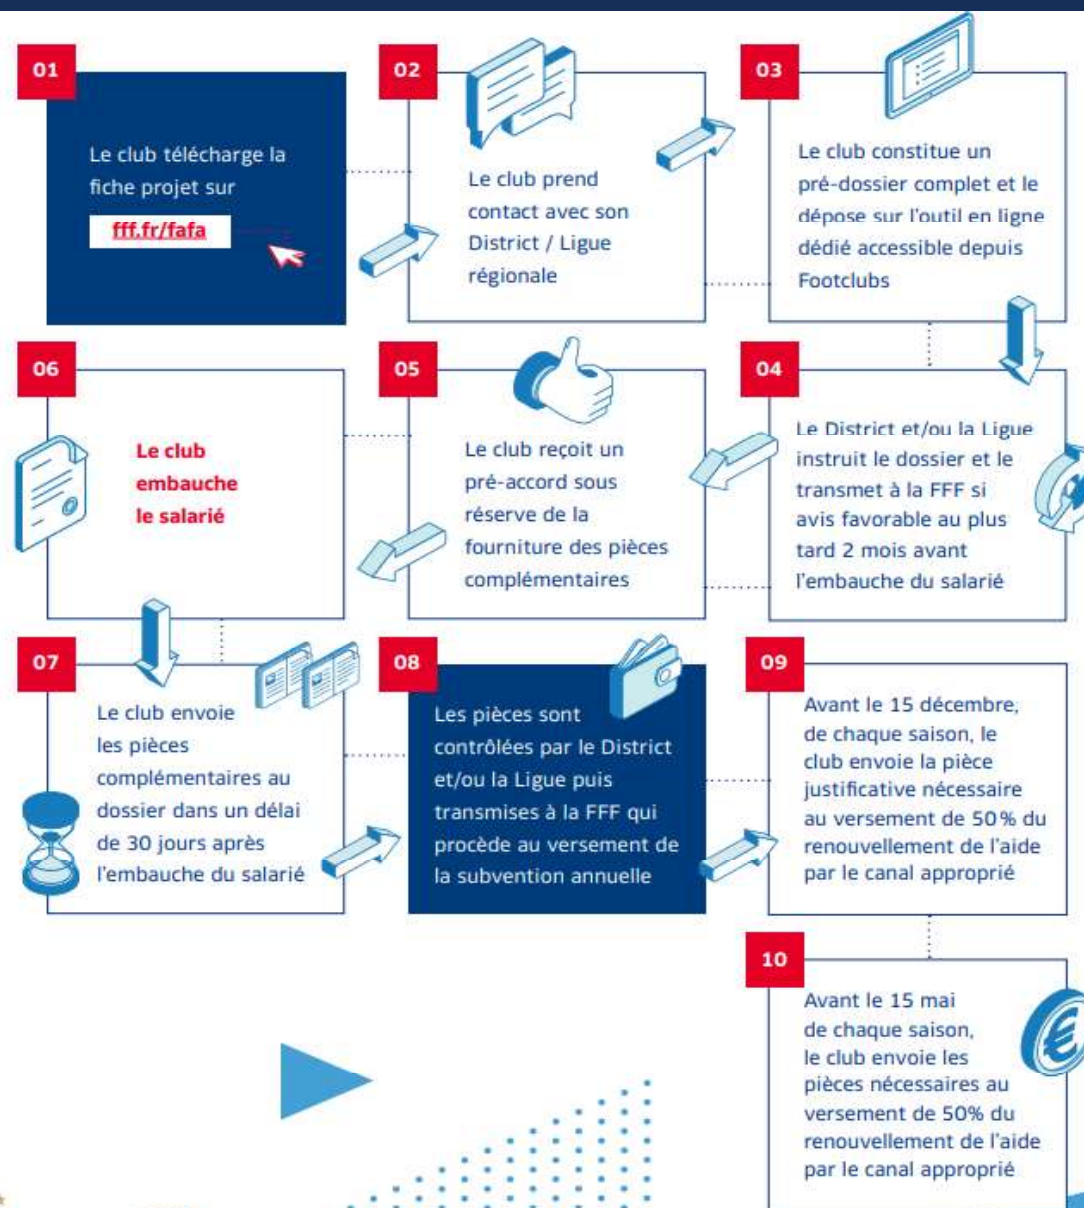 01
Le club télécharge la
fiche projet sur
fff.fr/fafa
02
Le club prend
contact avec son
District / Ligue
régionale
03
Le club constitue un
pré-dossier complet et le
dépose sur l'outil en ligne
dédié accessible depuis
Footclubs
04
Le District et/ou la Ligue
instruit le dossier et le
transmet à la FFF si
avis favorable au plus
tard 2 mois avant
l'embauche du salarié
05
Le club reçoit un
pré-accord sous
réserve de la
fourniture des pièces
complémentaires
06
Le club
embauche
le salarié
07
Le club envoie
les pièces
complémentaires au
dossier dans un délai
de 30 jours après
l'embauche du salarié
08
Les pièces sont
contrôlées par le District
et/ou la Ligue puis
transmises à la FFF qui
procède au versement de
la subvention annuelle
09
Avant le 15 décembre,
de chaque saison, le
club envoie la pièce
justificative nécessaire
au versement de 50% du
renouvellement de l'aide
par le canal approprié
10
Avant le 15 mai
de chaque saison,
le club envoie les
pièces nécessaires au
versement de 50% du
renouvellement de l'aide
par le canal approprié